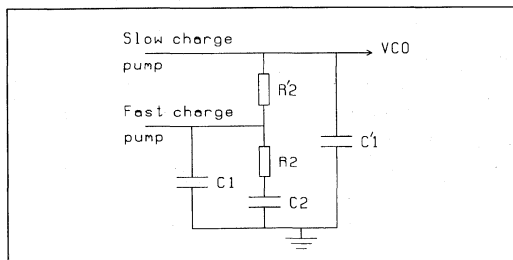 Slow charge
pump
VCO
R'2
Fast charge
pump
R2
C'1
C1
C2